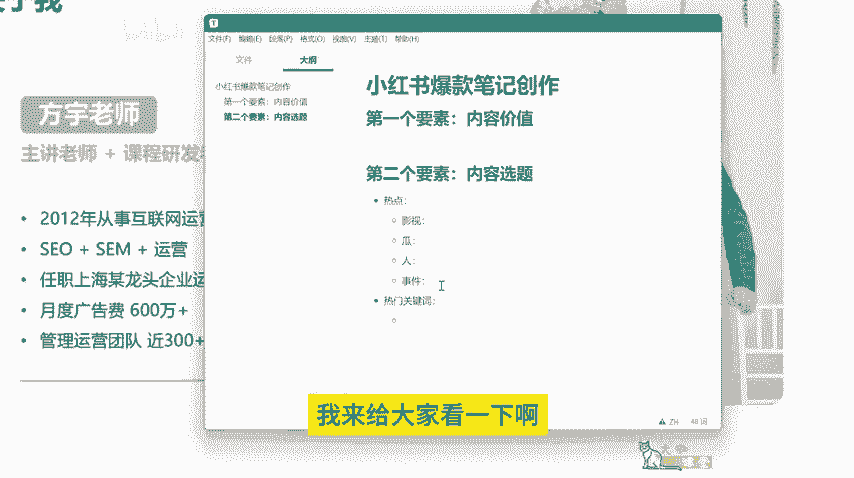 方宇老师
主讲老师 + 课程研发
• 2012年从事互联网运营
• SEO + SEM + 运营
• 任职上海某龙头企业运
• 月度广告费 600万+
• 管理运营团队 近300+
文件(F) 编辑(E) 段落(P) 格式(O) 视图(V) 主题(T) 帮助(H)
文件 大纲
小红书爆款笔记创作
第一个要素：内容价值
第二个要素：内容选题
小红书爆款笔记创作
第一个要素：内容价值
第二个要素：内容选题
• 热点：
影视：
瓜：
人：
事件：
• 热门关键词：
ZH 48 词
我来给大家看一下啊